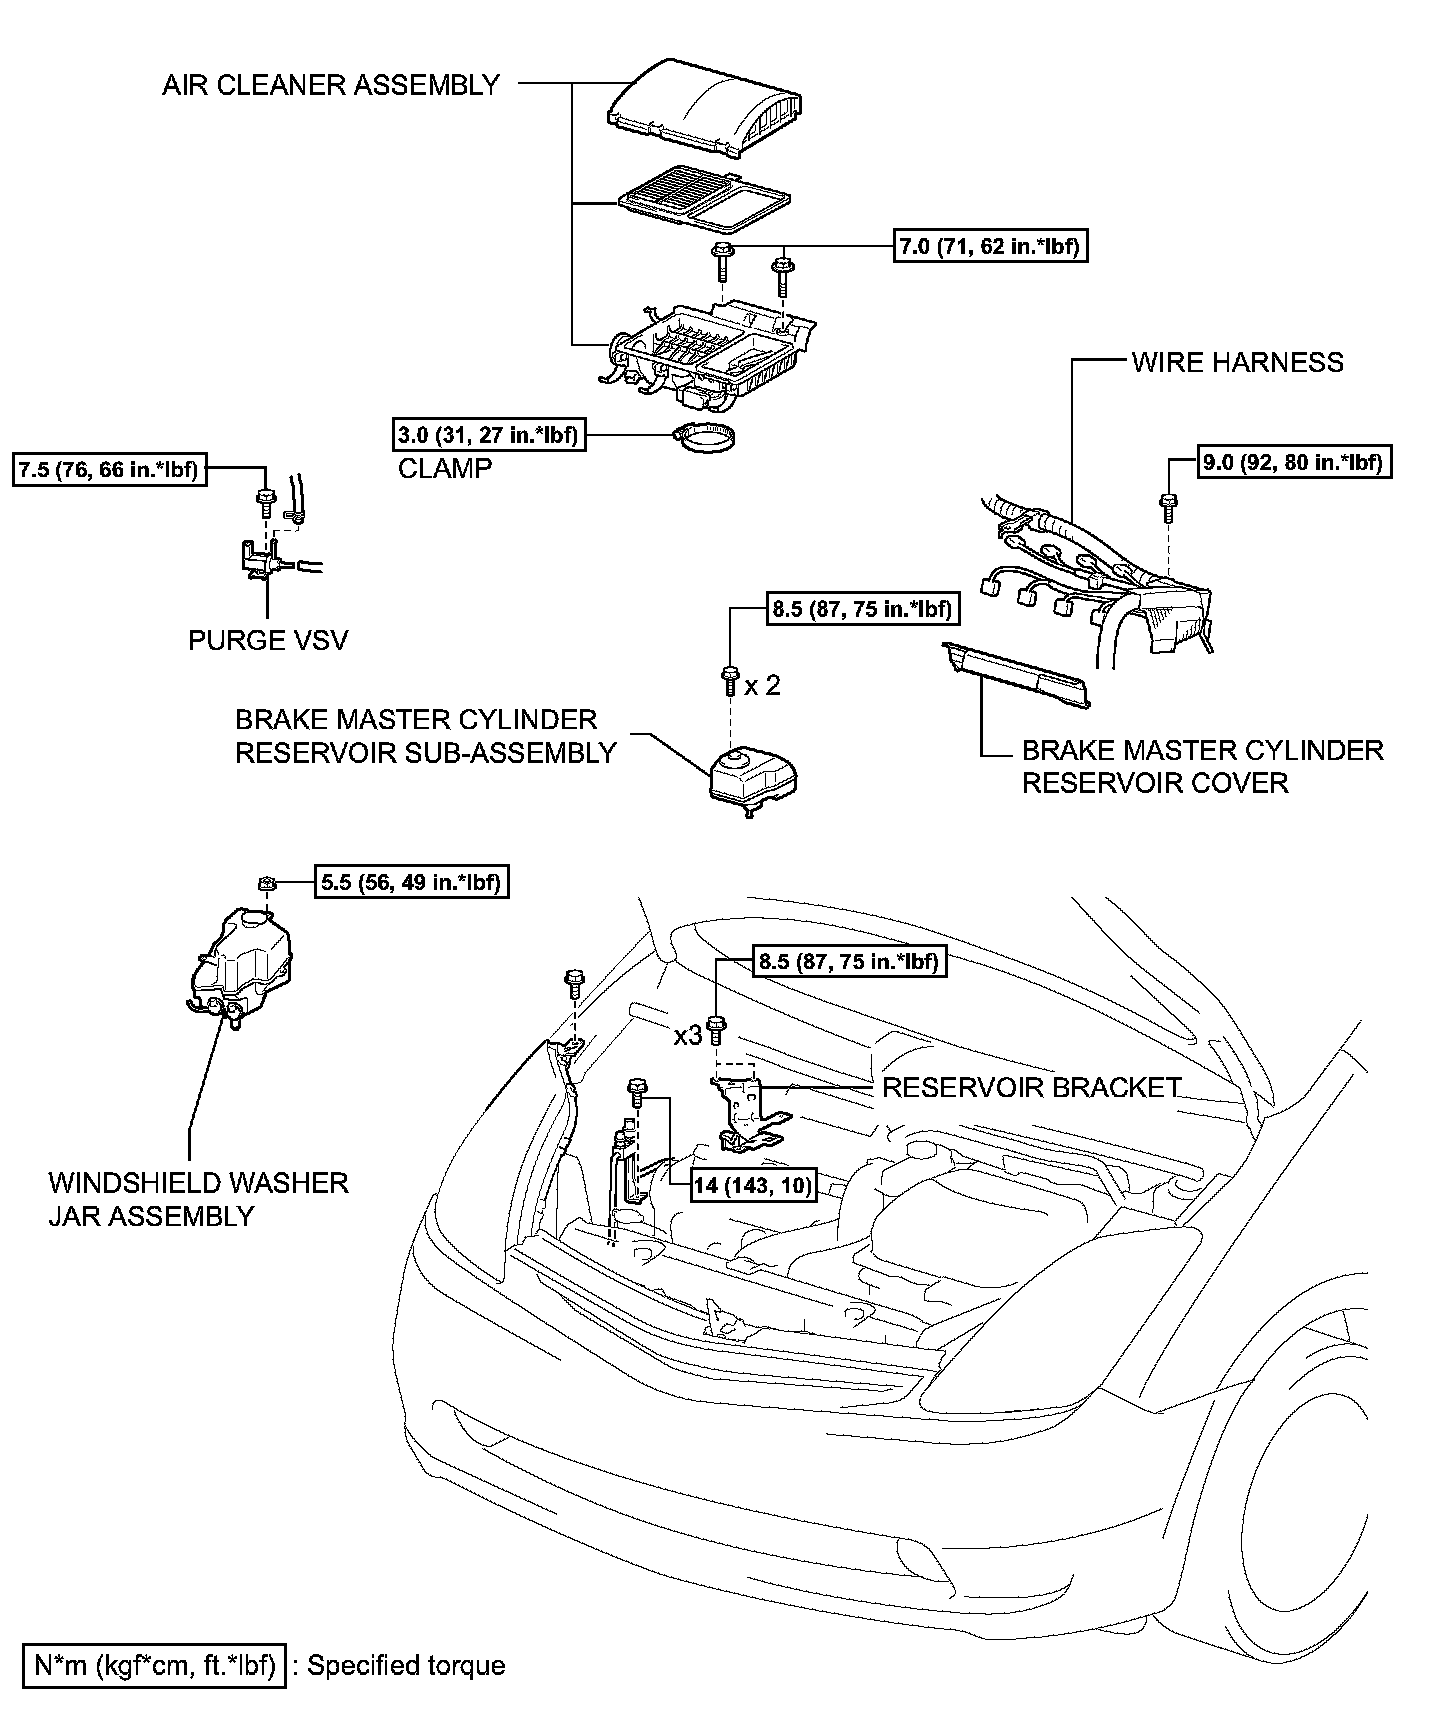 AIR CLEANER ASSEMBLY
7.0 (71, 62 in.*lbf)
WIRE HARNESS
3.0 (31, 27 in.*lbf)
CLAMP
9.0 (92, 80 in.*lbf)
7.5 (76, 66 in.*lbf)
PURGE VSV
8.5 (87, 75 in.*lbf)
x 2
BRAKE MASTER CYLINDER
RESERVOIR SUB-ASSEMBLY
BRAKE MASTER CYLINDER
RESERVOIR COVER
5.5 (56, 49 in.*lbf)
8.5 (87, 75 in.*lbf)
x3
RESERVOIR BRACKET
14 (143, 10)
WINDSHIELD WASHER
JAR ASSEMBLY
N*m (kgf*cm, ft.*lbf) : Specified torque